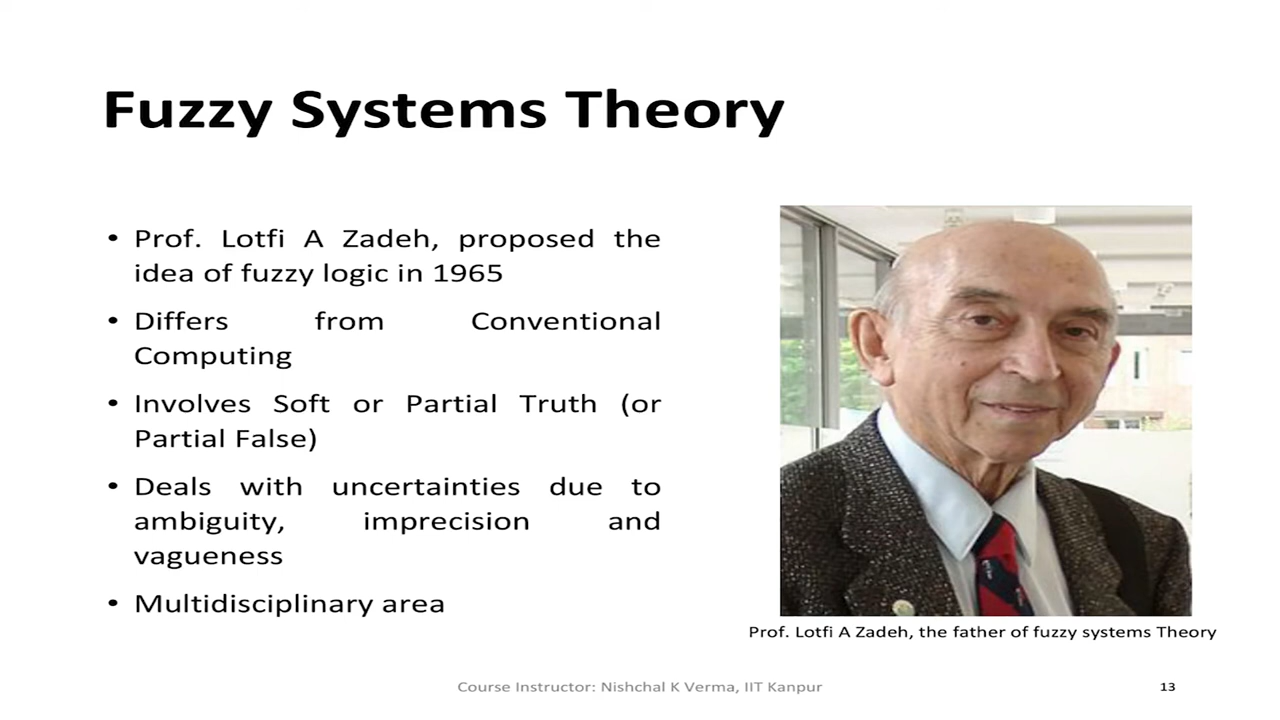 Fuzzy Systems Theory
• Prof. Lotfi A Zadeh, proposed the
idea of fuzzy logic in 1965
• Differs from Conventional
Computing
• Involves Soft or Partial Truth (or
Partial False)
• Deals with uncertainties due to
ambiguity, imprecision and
vagueness
• Multidisciplinary area
Prof. Lotfi A Zadeh, the father of fuzzy systems Theory
Course Instructor: Nishchal K Verma, IIT Kanpur
13